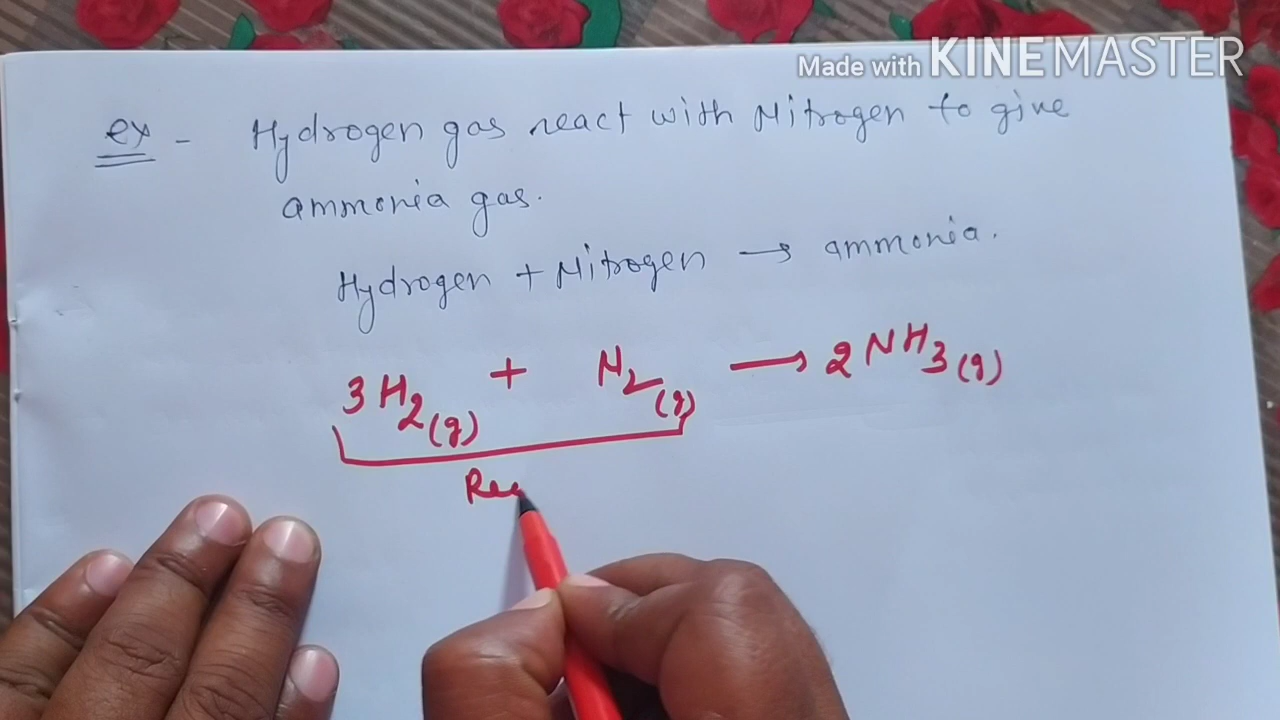 Made with KINEMASTER
ex - Hydrogen gas react with Nitrogen to give
ammonia gas.
Hydrogen + Nitrogen → ammonia.
3H2(g) + N2(g) → 2NH3(g)
Rea